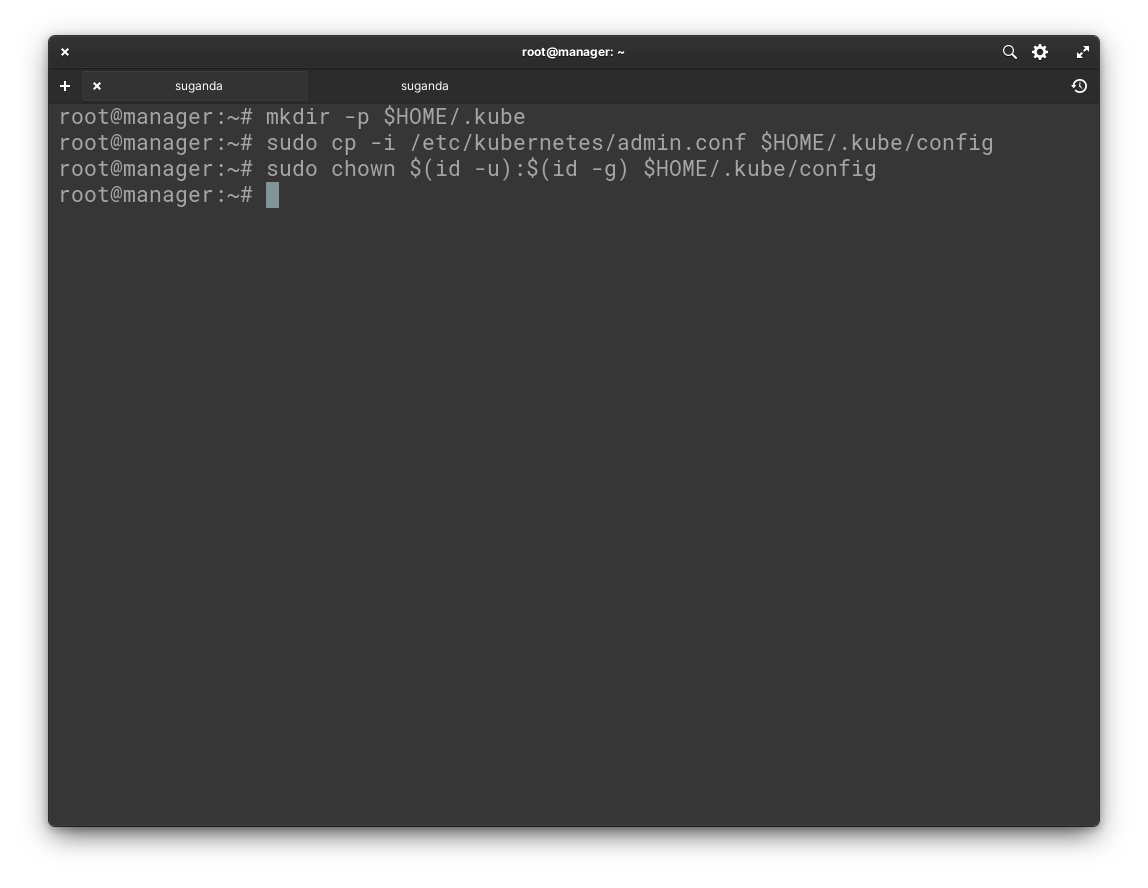 root@manager: ~
suganda
suganda
root@manager:~# mkdir -p $HOME/.kube
root@manager:~# sudo cp -i /etc/kubernetes/admin.conf $HOME/.kube/config
root@manager:~# sudo chown $(id -u):$(id -g) $HOME/.kube/config
root@manager:~#